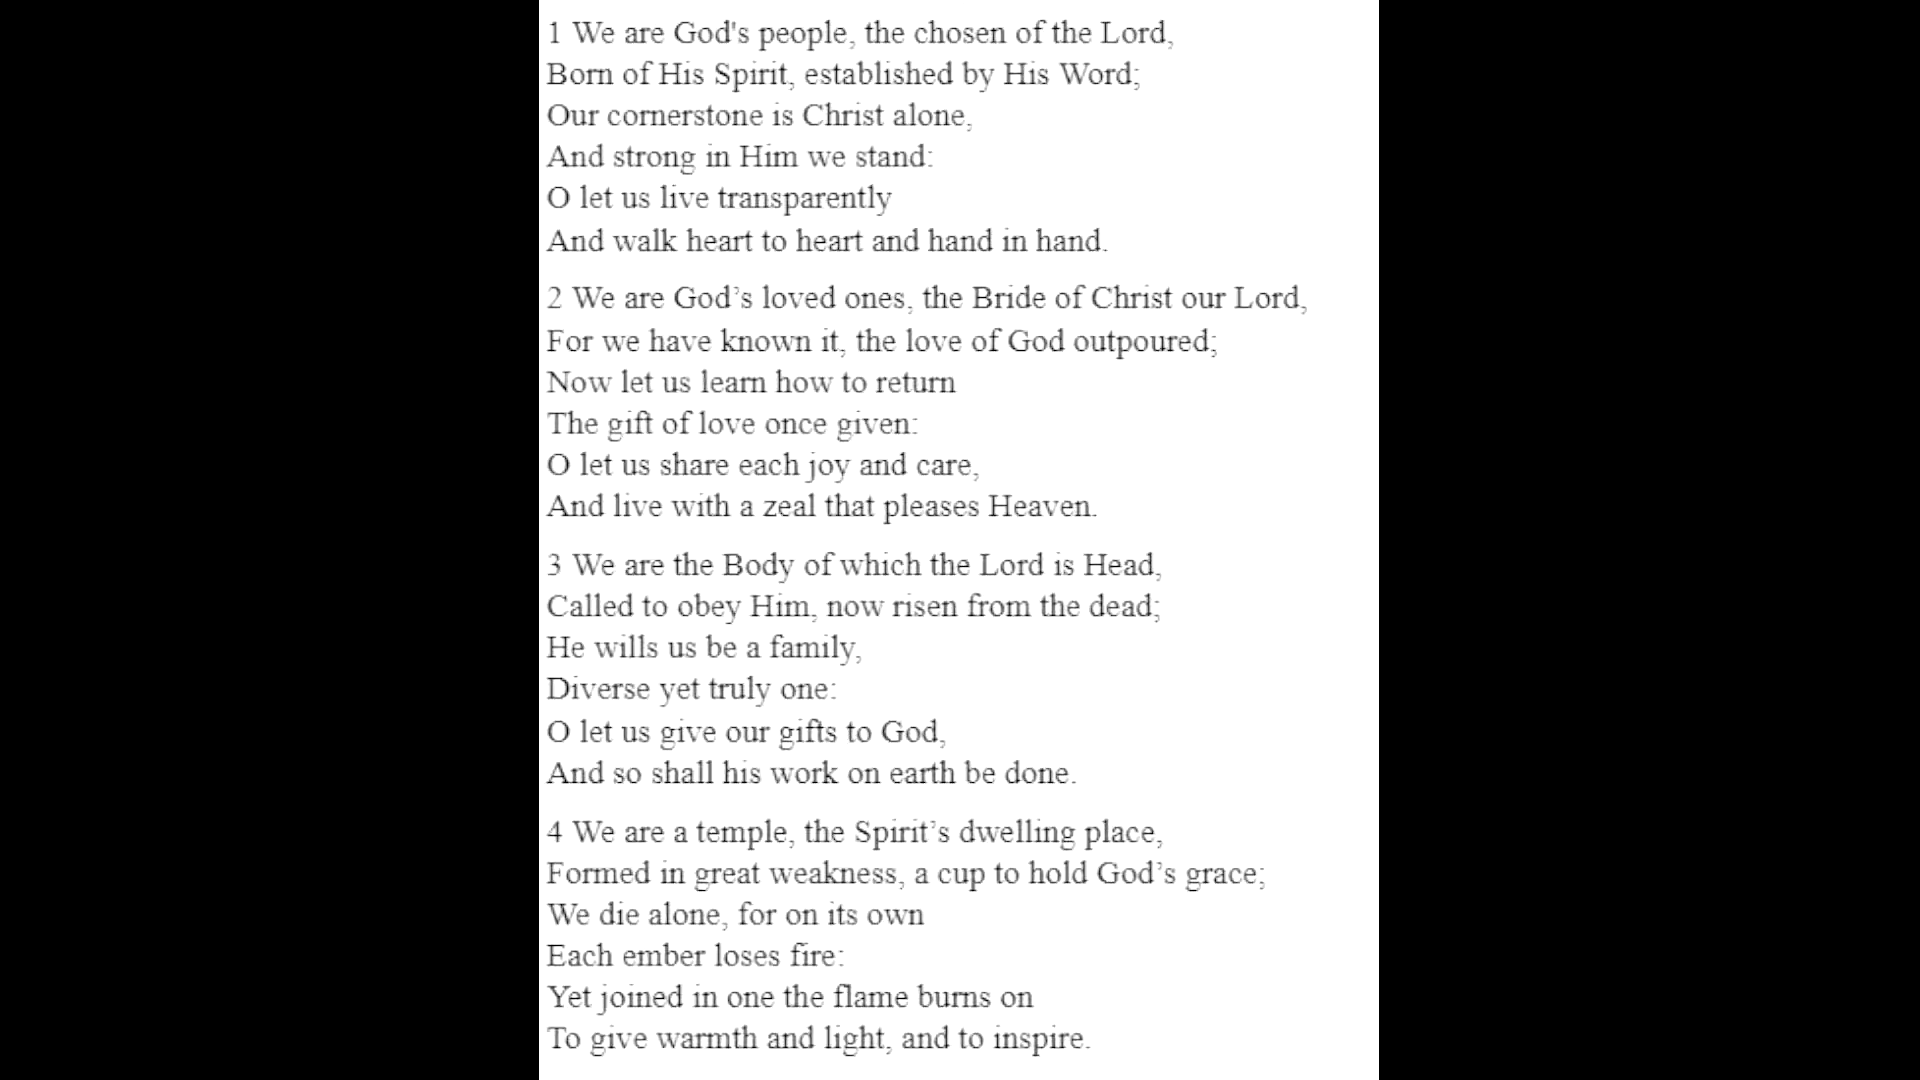 1 We are God's people, the chosen of the Lord,
Born of His Spirit, established by His Word;
Our cornerstone is Christ alone,
And strong in Him we stand:
O let us live transparently
And walk heart to heart and hand in hand.
2 We are God’s loved ones, the Bride of Christ our Lord,
For we have known it, the love of God outpoured;
Now let us learn how to return
The gift of love once given:
O let us share each joy and care,
And live with a zeal that pleases Heaven.
3 We are the Body of which the Lord is Head,
Called to obey Him, now risen from the dead;
He wills us be a family,
Diverse yet truly one:
O let us give our gifts to God,
And so shall his work on earth be done.
4 We are a temple, the Spirit’s dwelling place,
Formed in great weakness, a cup to hold God’s grace;
We die alone, for on its own
Each ember loses fire:
Yet joined in one the flame burns on
To give warmth and light, and to inspire.